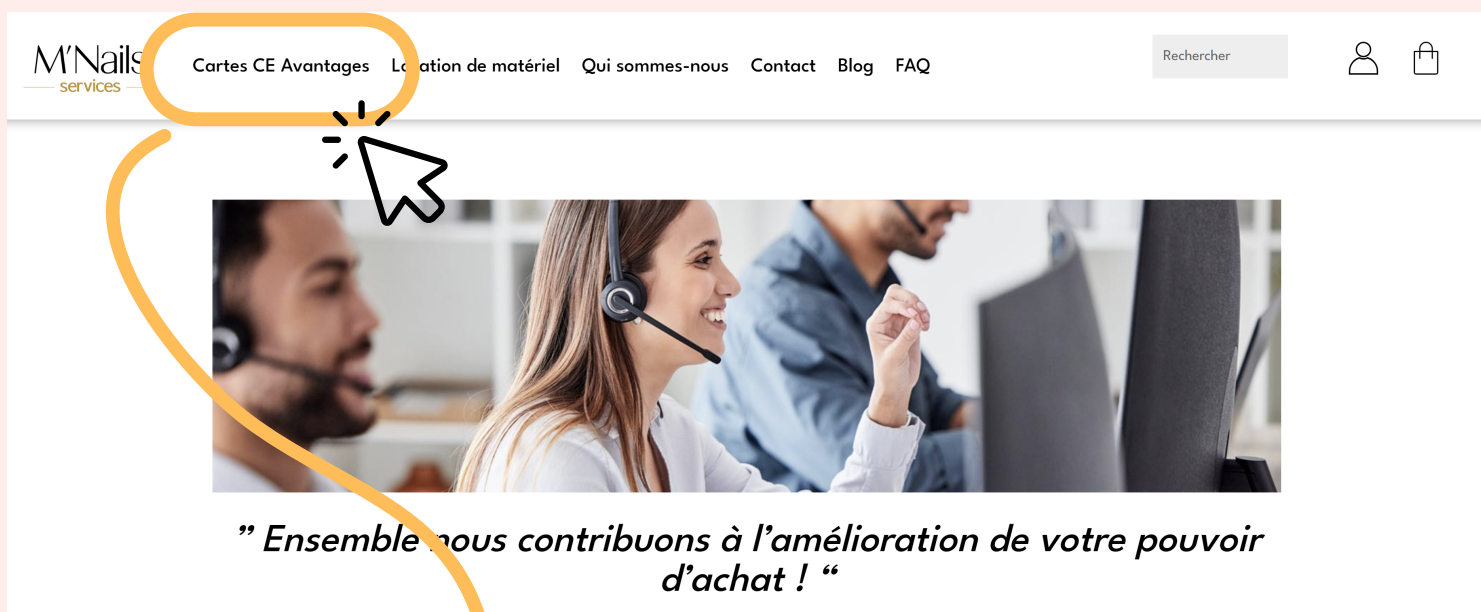 M'Nails
services
Cartes CE Avantages
Location de matériel
Qui sommes-nous
Contact
Blog
FAQ
Rechercher
” Ensemble nous contribuons à l’amélioration de votre pouvoir
d’achat ! “